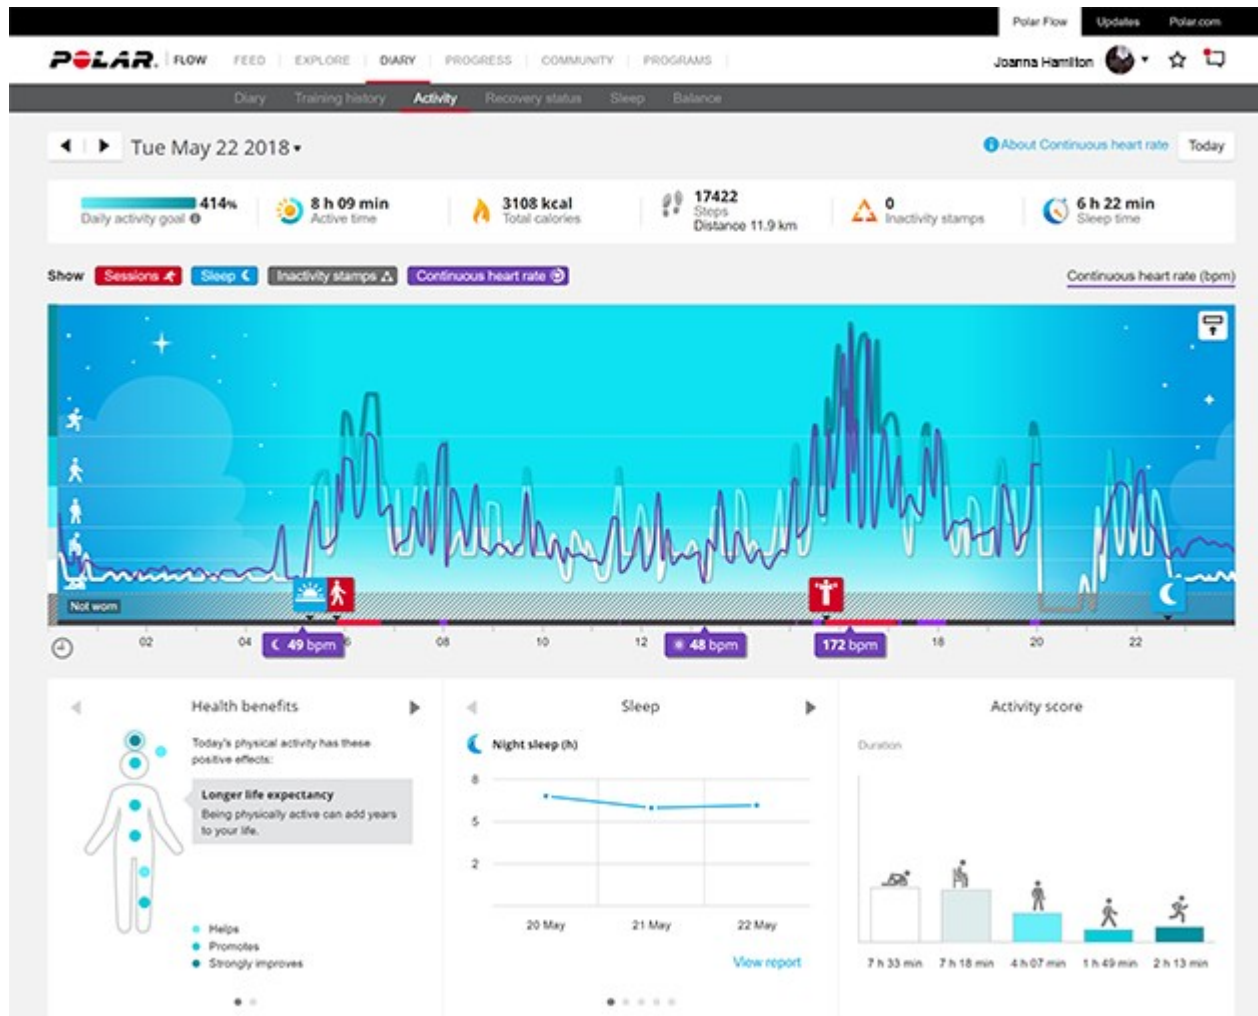 Polar Flow Updates Polar.com
POLAR. FLOW FEED EXPLORE DIARY PROGRESS COMMUNITY PROGRAMS Joanna Hamilton
Diary Training history Activity Recovery status Sleep Balance
Tue May 22 2018 About Continuous heart rate Today
414% 8 h 09 min 3108 kcal 17422 0 6 h 22 min
Daily activity goal Active time Total calories Steps Inactivity stamps Sleep time
Distance 11.9 km
Show Sessions Sleep Inactivity stamps Continuous heart rate Continuous heart rate (bpm)
Not worn
02 04 06 08 10 12 18 20 22
49 bpm 48 bpm 172 bpm
Health benefits
Today's physical activity has these
positive effects:
Longer life expectancy
Being physically active can add years
to your life.
Helps
Promotes
Strongly improves
Sleep
Night sleep (h)
8
5
2
20 May 21 May 22 May
View report
Activity score
Duration
7 h 33 min 7 h 18 min 4 h 07 min 1 h 49 min 2 h 13 min